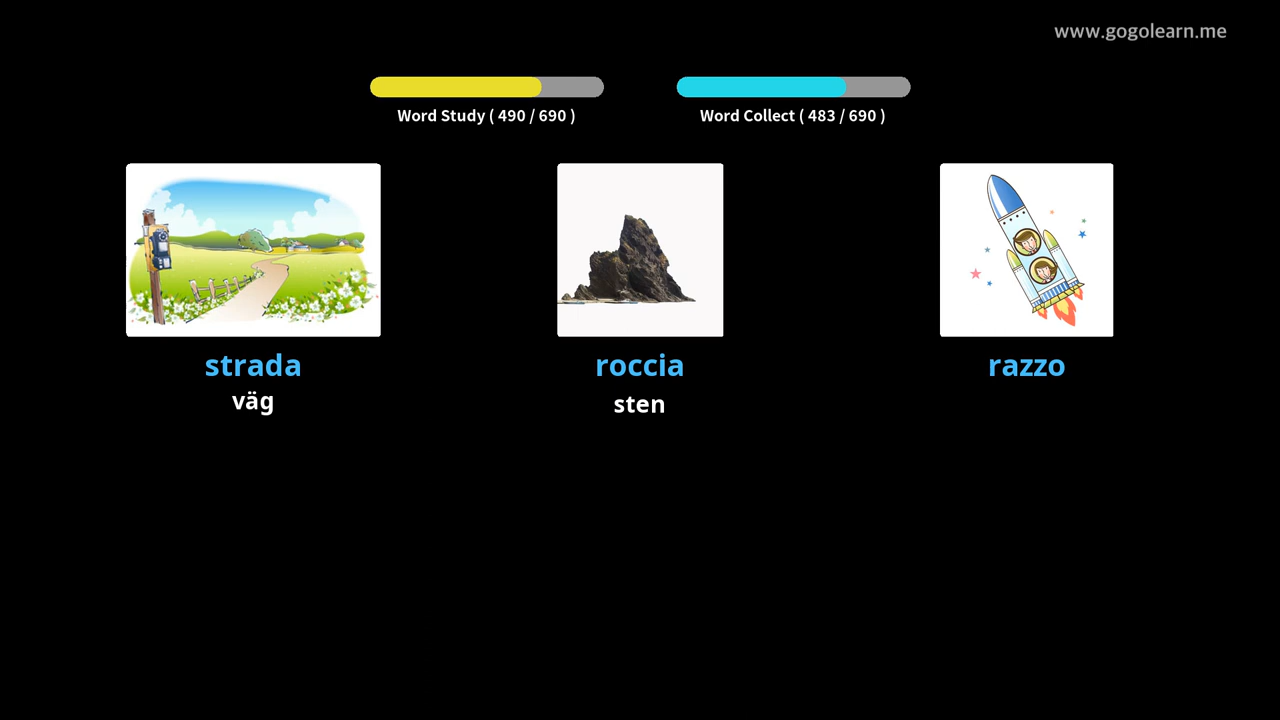 www.gogolearn.me
Word Study ( 490 / 690 )
Word Collect ( 483 / 690 )
strada
väg
roccia
sten
razzo